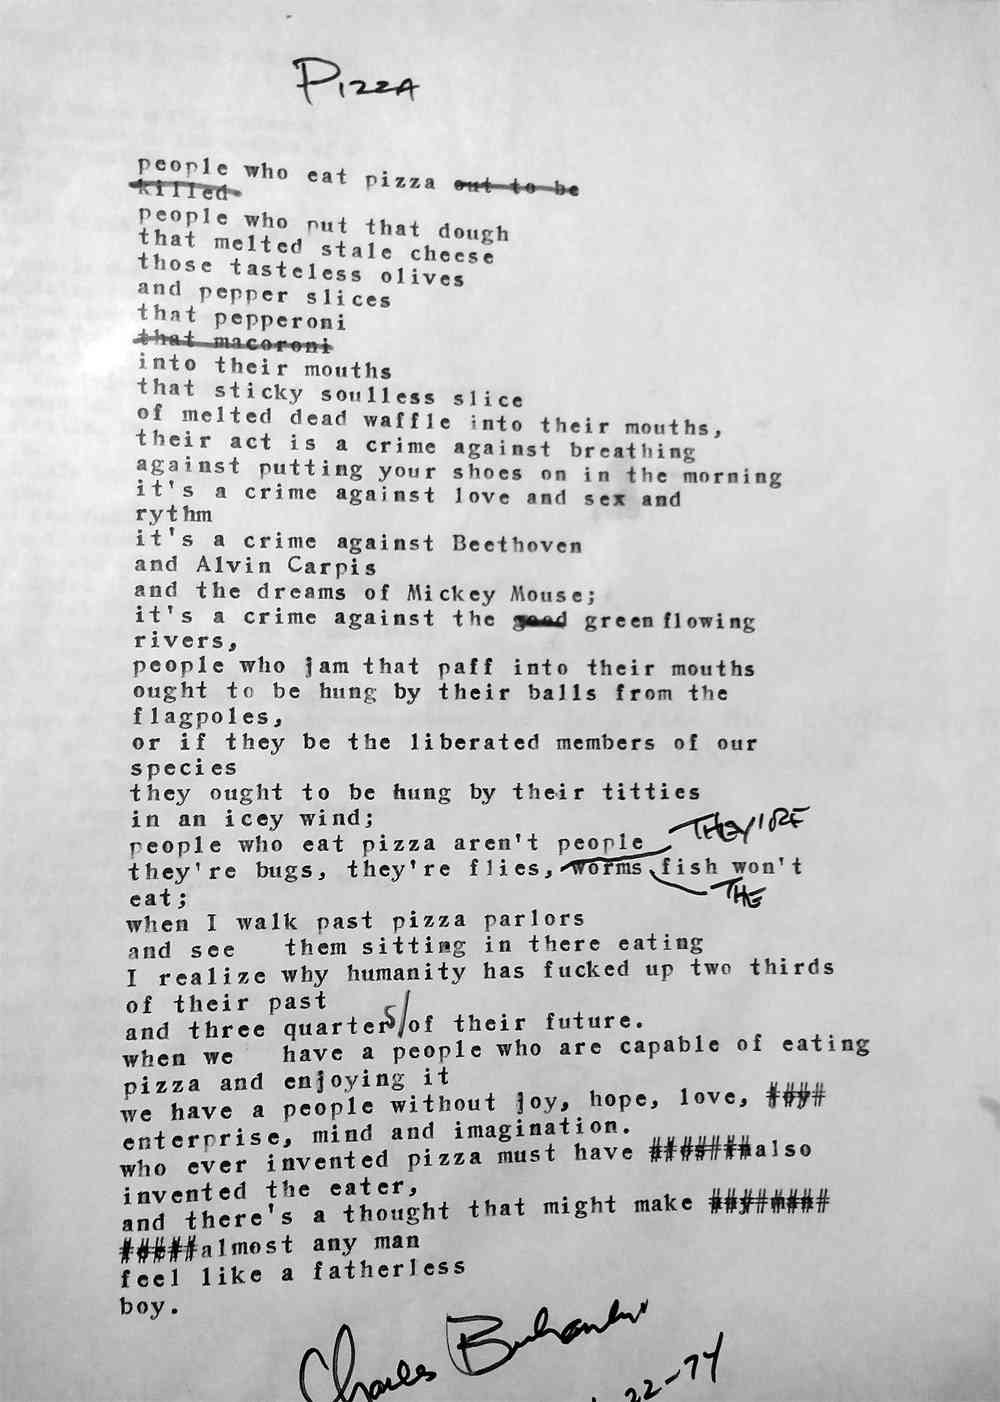 PIZZA
people who eat pizza out to be
killed
people who put that dough
that melted stale cheese
those tasteless olives
and pepper slices
that pepperoni
that macoroni
into their mouths
that sticky soulless slice
of melted dead waffle into their mouths,
their act is a crime against breathing
against putting your shoes on in the morning
it's a crime against love and sex and
rythm
it's a crime against Beethoven
and Alvin Carpis
and the dreams of Mickey Mouse;
it's a crime against the good green flowing
rivers,
people who jam that paff into their mouths
ought to be hung by their balls from the
flagpoles,
or if they be the liberated members of our
species
they ought to be hung by their titties
in an icey wind;
people who eat pizza aren't people THEY'RE
they're bugs, they're flies, worms fish won't
THE
eat;
when I walk past pizza parlors
and see them sitting in there eating
I realize why humanity has fucked up two thirds
of their past
and three quarters/of their future.
when we have a people who are capable of eating
pizza and enjoying it
we have a people without joy, hope, love,
enterprise, mind and imagination.
who ever invented pizza must have also
invented the eater,
and there's a thought that might make
almost any man
feel like a fatherless
boy.
Charles Bukowski
22-74